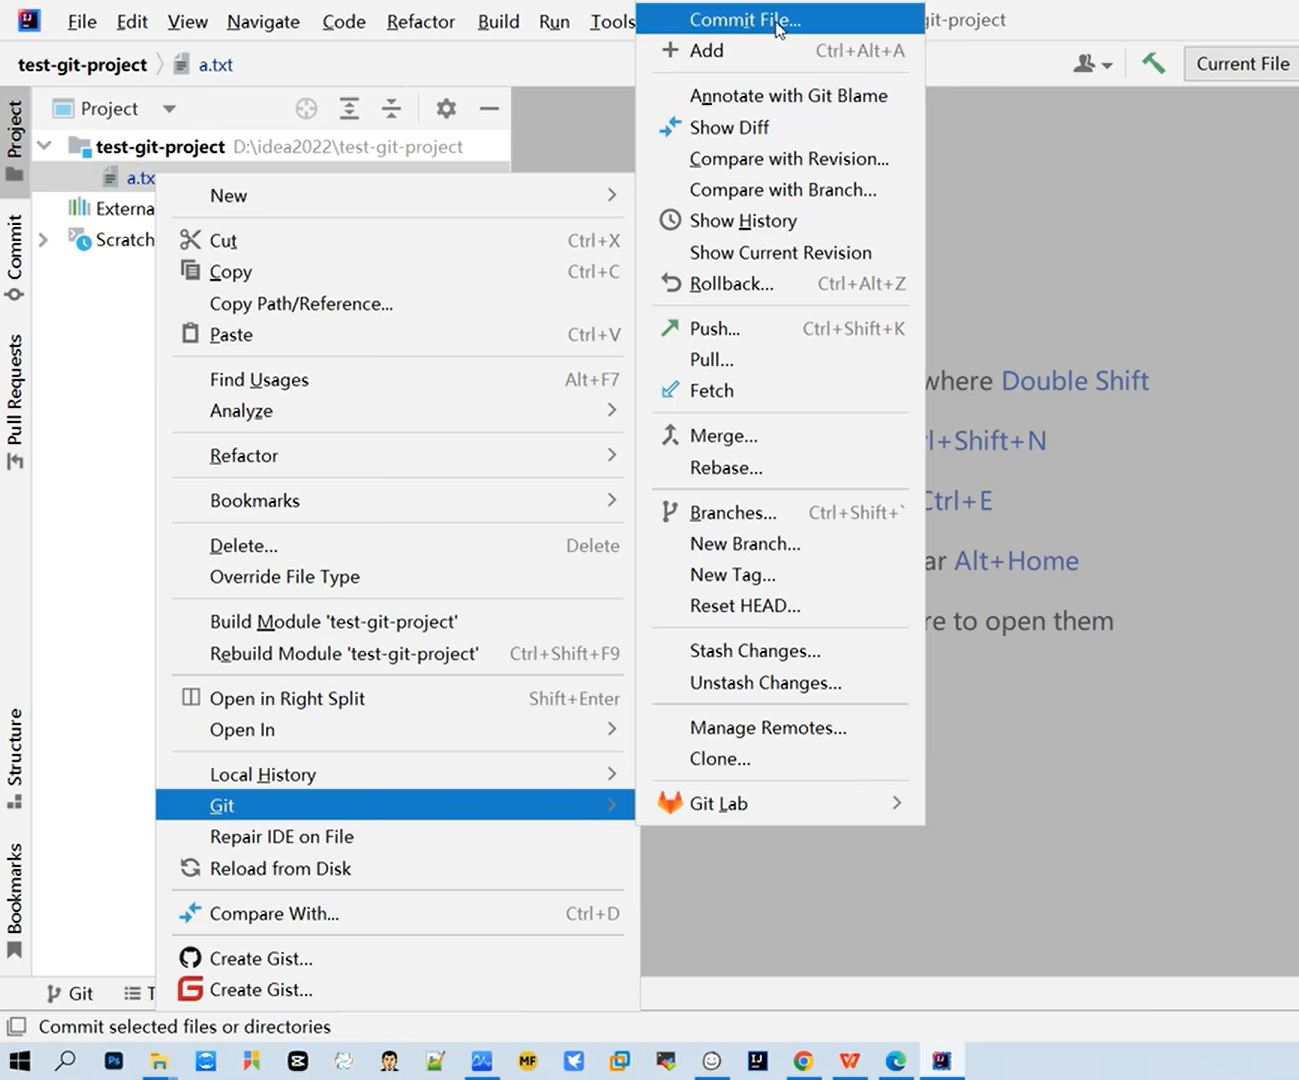 File Edit View Navigate Code Refactor Build Run Tools
git-project
test-git-project a.txt
Current File
Project
test-git-project D:\idea2022\test-git-project
a.tx
Externa
Scratch
Project
Commit
Pull Requests
Structure
Bookmarks
New
Cut Ctrl+X
Copy Ctrl+C
Copy Path/Reference...
Paste Ctrl+V
Find Usages Alt+F7
Analyze
Refactor
Bookmarks
Delete... Delete
Override File Type
Build Module 'test-git-project'
Rebuild Module 'test-git-project' Ctrl+Shift+F9
Open in Right Split Shift+Enter
Open In
Local History
Git
Repair IDE on File
Reload from Disk
Compare With... Ctrl+D
Create Gist...
Create Gist...
Commit File...
Add Ctrl+Alt+A
Annotate with Git Blame
Show Diff
Compare with Revision...
Compare with Branch...
Show History
Show Current Revision
Rollback... Ctrl+Alt+Z
Push... Ctrl+Shift+K
Pull...
Fetch
Merge...
Rebase...
Branches... Ctrl+Shift+`
New Branch...
New Tag...
Reset HEAD...
Stash Changes...
Unstash Changes...
Manage Remotes...
Clone...
Git Lab
where Double Shift
l+Shift+N
Ctrl+E
ar Alt+Home
re to open them
Git T
Commit selected files or directories
Ps
MF